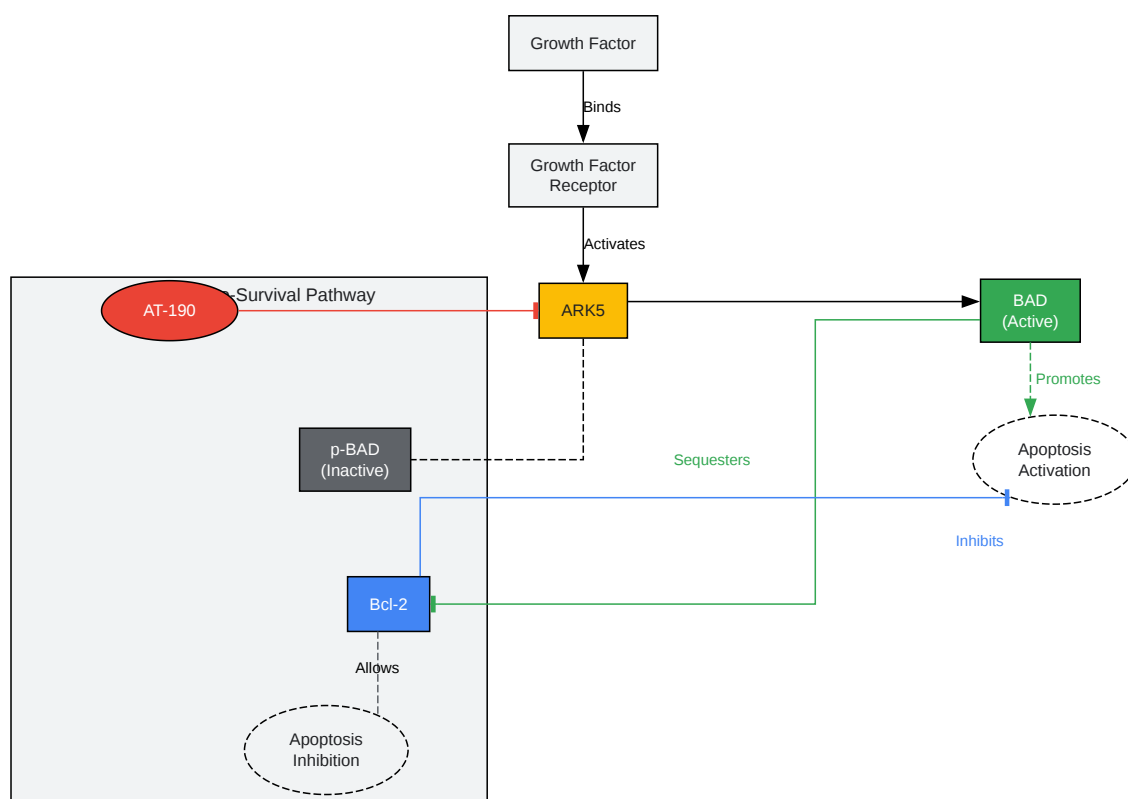 Growth Factor
Binds
Growth Factor
Receptor
Activates
-Survival Pathway
AT-190
ARK5
BAD
(Active)
Promotes
p-BAD
(Inactive)
Sequesters
Apoptosis
Activation
Inhibits
Bcl-2
Allows
Apoptosis
Inhibition